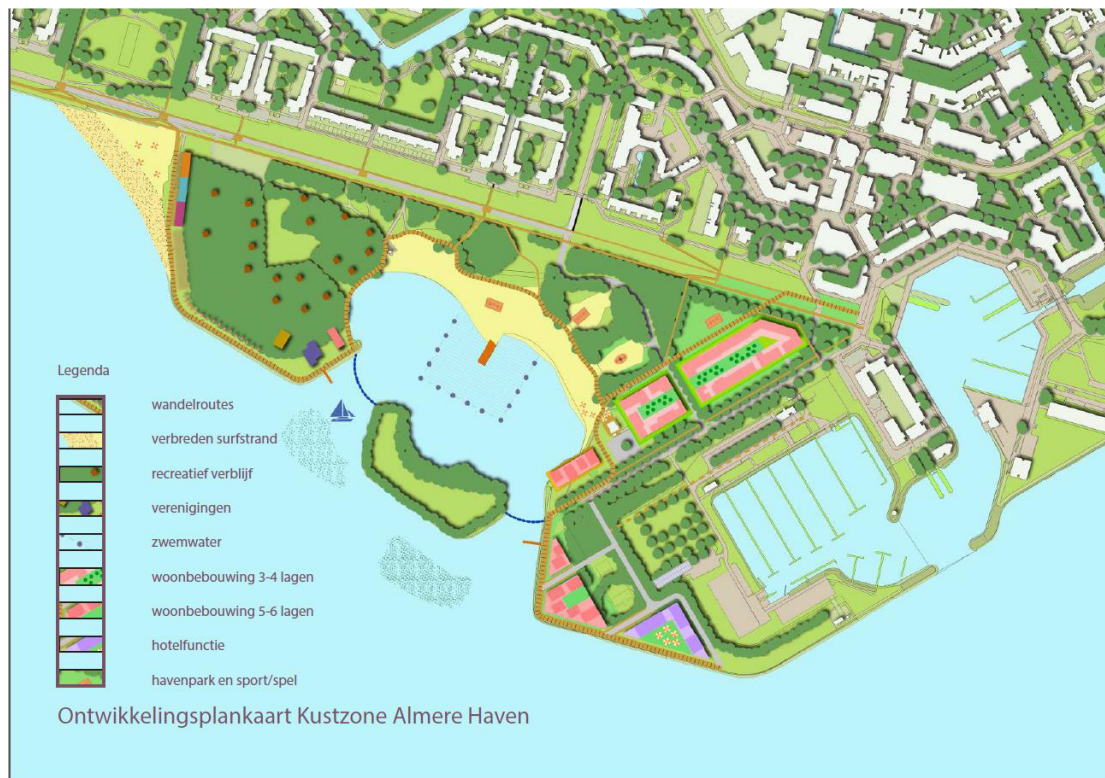 Legenda
wandelroutes
verbreden surfstrand
recreatief verblijf
verenigingen
zwemwater
woonbebouwing 3-4 lagen
woonbebouwing 5-6 lagen
hotelfunctie
havenpark en sport/spel
Ontwikkelingsplankaart Kustzone Almere Haven